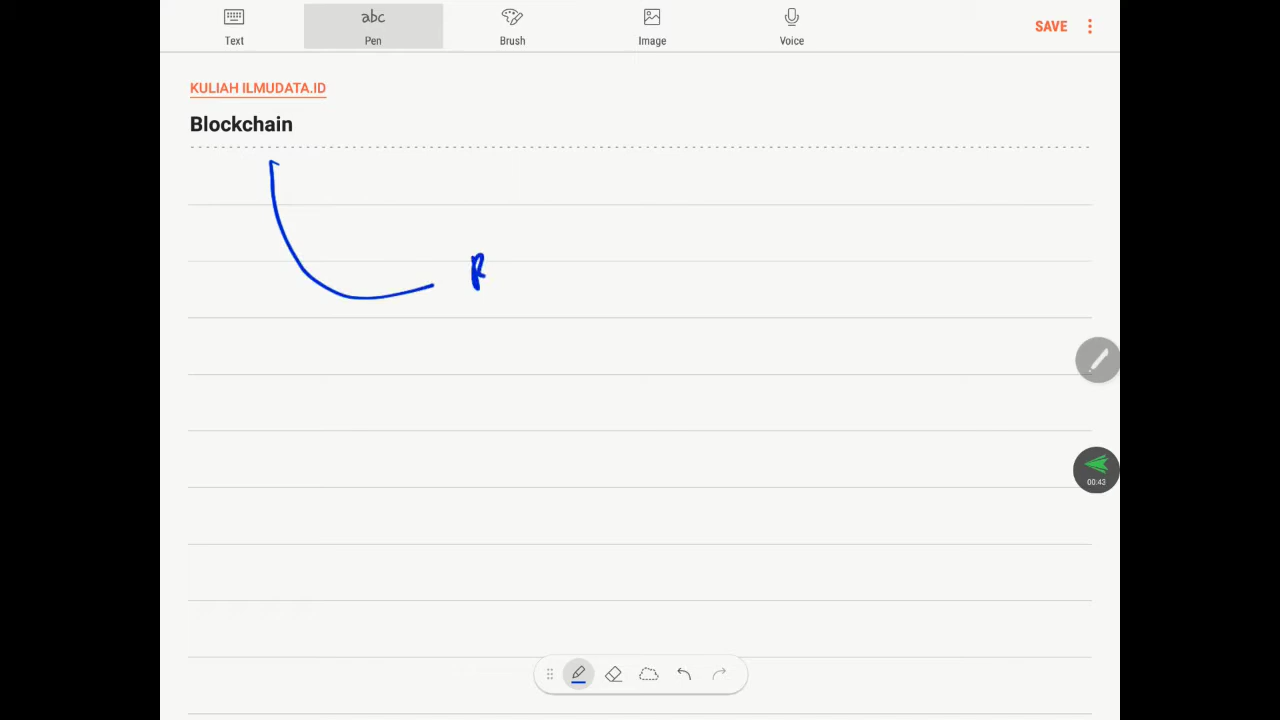 Text
Pen
Brush
Image
Voice
SAVE
abc
KULIAH ILMUDATA.ID
Blockchain
00:43